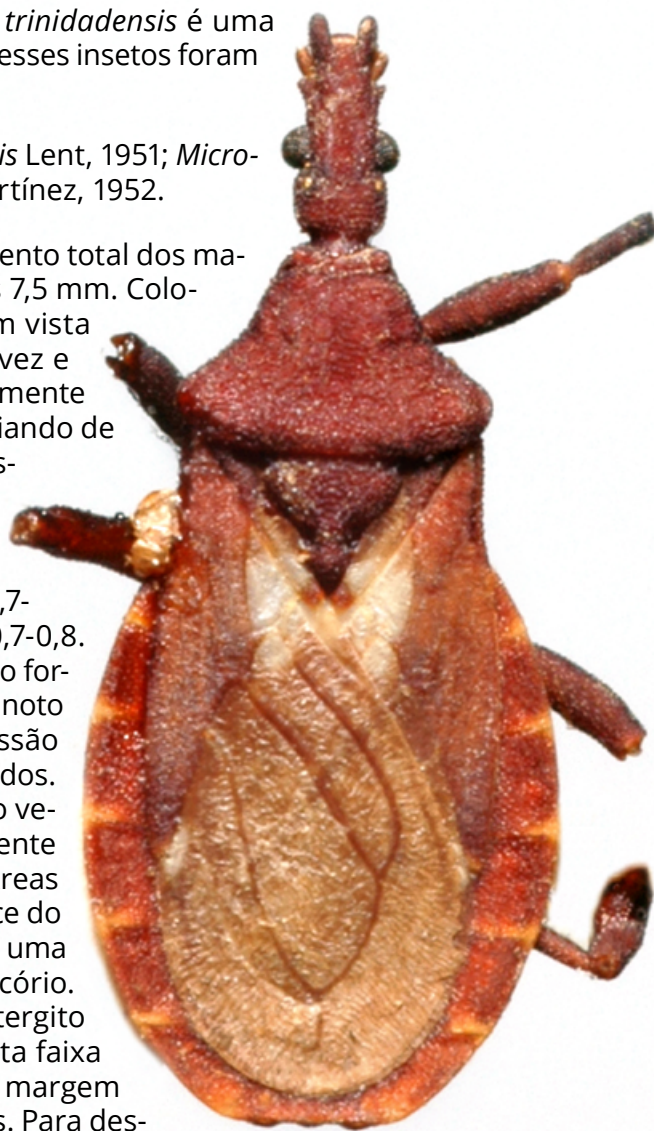 trinidadensis é uma
esses insetos foram
is Lent, 1951; Micro-
artínez, 1952.
ento total dos ma-
s 7,5 mm. Colo-
m vista
vez e
mente
iando de
s-
,7-
0,7-0,8.
o for-
noto
ssão
dos.
o ve-
ente
reas
ce do
uma
cório.
tergito
ta faixa
margem
s. Para des-